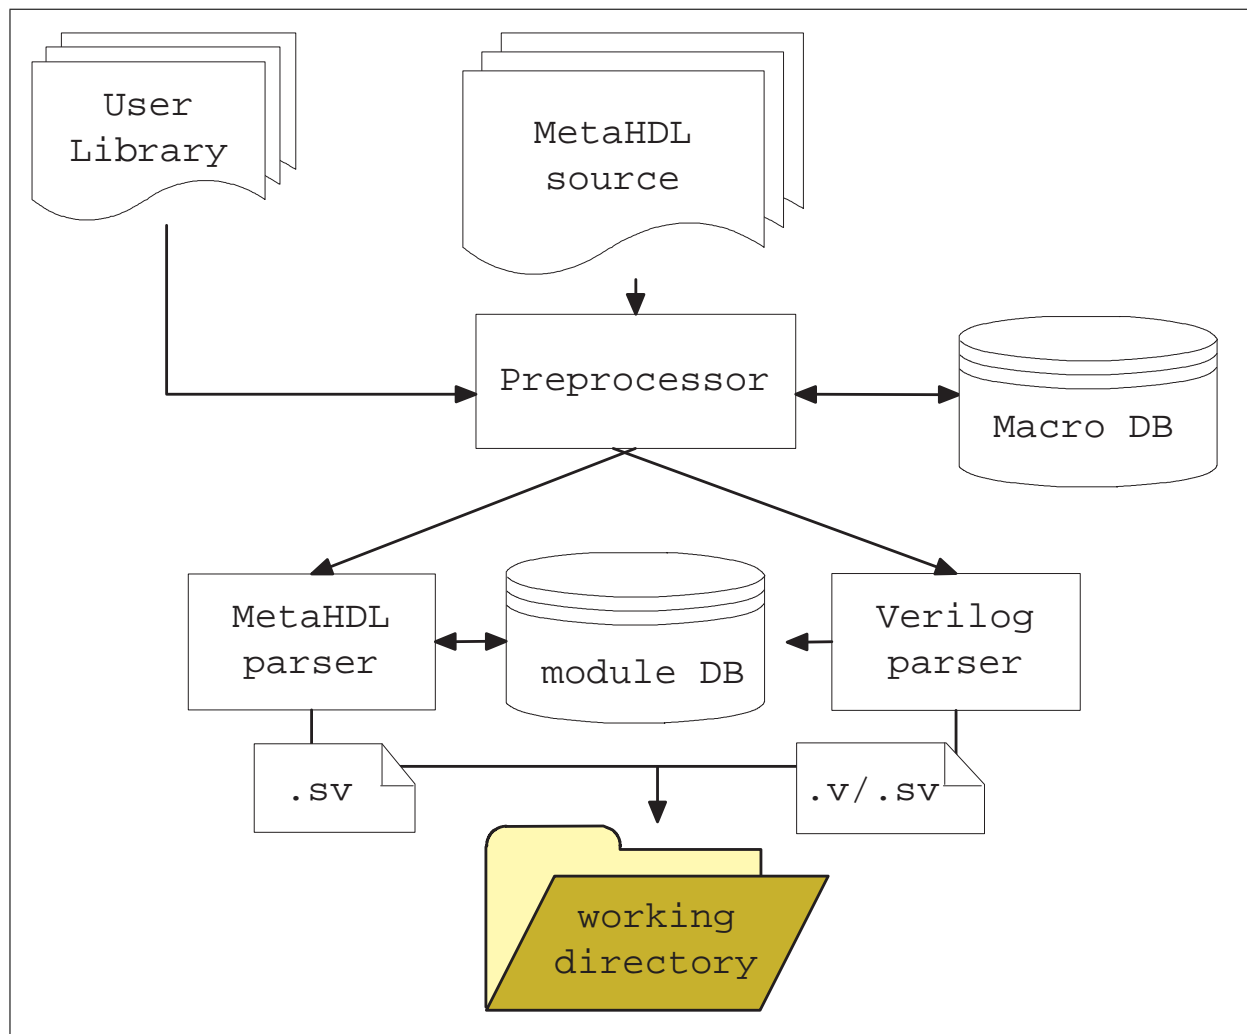 User
Library
MetaHDL
source
Preprocessor
Macro DB
MetaHDL
parser
module DB
Verilog
parser
.sv
.v/.sv
working
directory